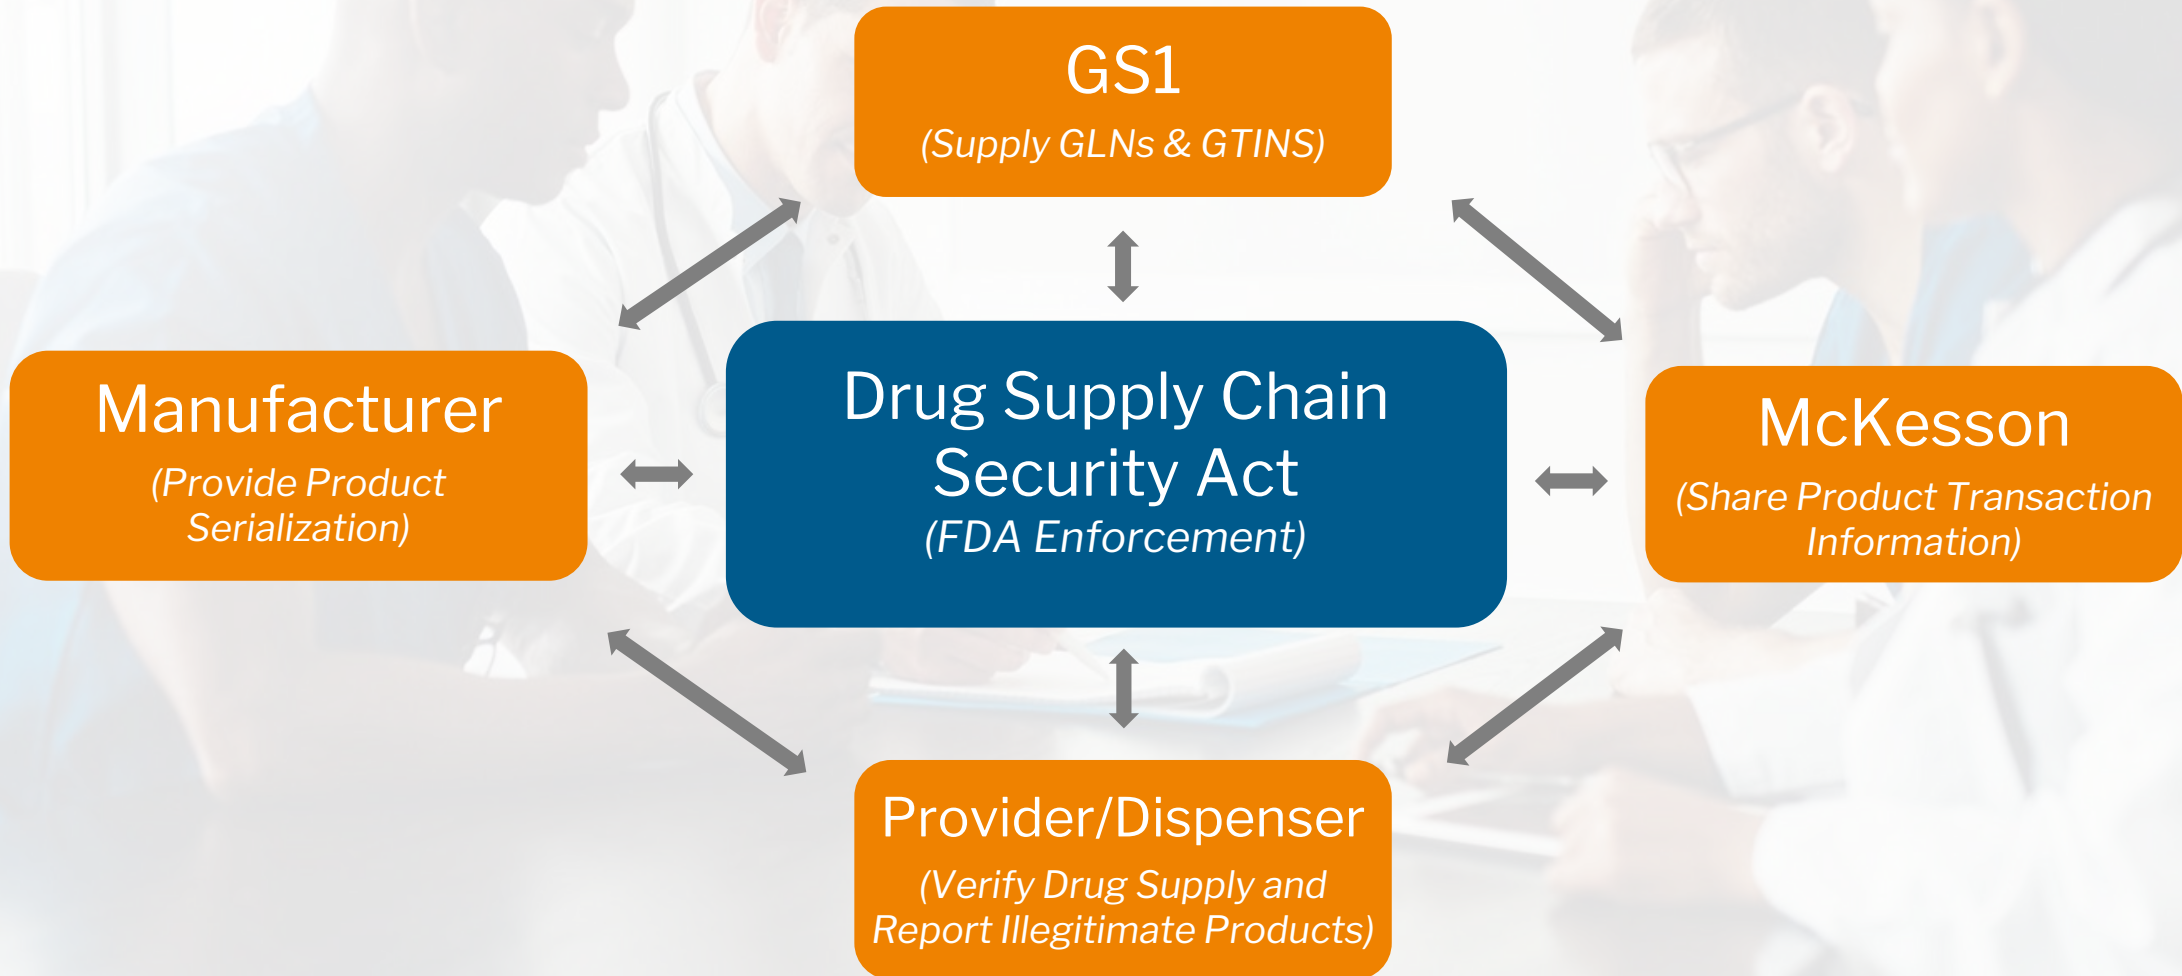 GS1
(Supply GLNs & GTINS)
Manufacturer
(Provide Product
Serialization)
Drug Supply Chain
Security Act
(FDA Enforcement)
McKesson
(Share Product Transaction
Information)
Provider/Dispenser
(Verify Drug Supply and
Report Illegitimate Products)